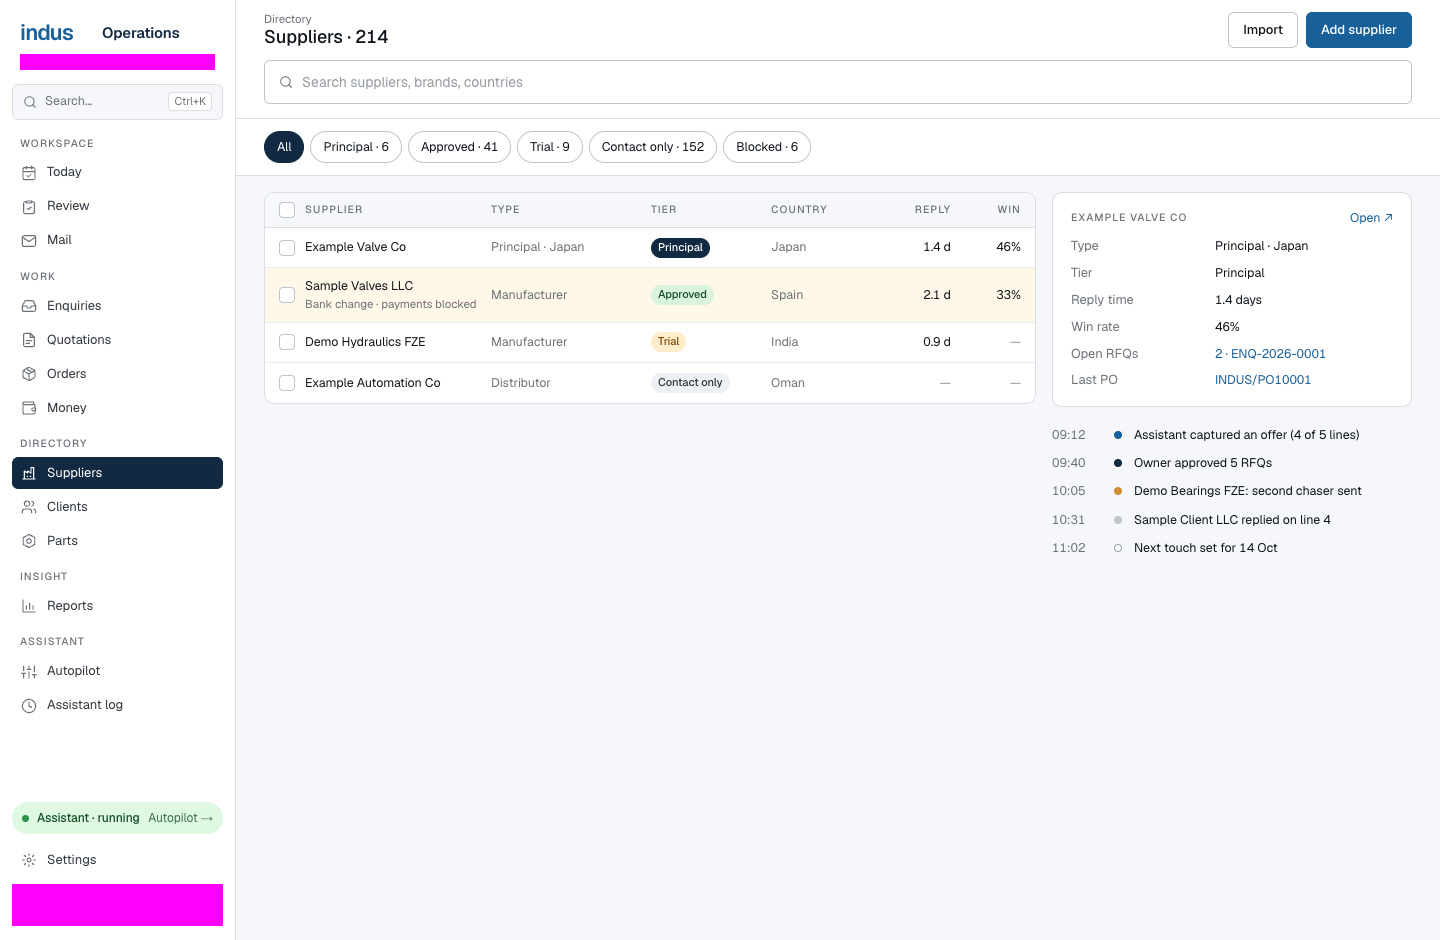 indus Operations
Search... Ctrl+K
WORKSPACE
Today
Review
Mail
WORK
Enquiries
Quotations
Orders
Money
DIRECTORY
Suppliers
Clients
Parts
INSIGHT
Reports
ASSISTANT
Autopilot
Assistant log
Assistant · running Autopilot →
Settings
Directory
Suppliers · 214
Import Add supplier
Search suppliers, brands, countries
All Principal · 6 Approved · 41 Trial · 9 Contact only · 152 Blocked · 6
SUPPLIER TYPE TIER COUNTRY REPLY WIN
Example Valve Co Principal · Japan Principal Japan 1.4 d 46%
Sample Valves LLC
Bank change · payments blocked Manufacturer Approved Spain 2.1 d 33%
Demo Hydraulics FZE Manufacturer Trial India 0.9 d —
Example Automation Co Distributor Contact only Oman — —
EXAMPLE VALVE CO Open ↗
Type Principal · Japan
Tier Principal
Reply time 1.4 days
Win rate 46%
Open RFQs 2 · ENQ-2026-0001
Last PO INDUS/PO10001
09:12 Assistant captured an offer (4 of 5 lines)
09:40 Owner approved 5 RFQs
10:05 Demo Bearings FZE: second chaser sent
10:31 Sample Client LLC replied on line 4
11:02 Next touch set for 14 Oct